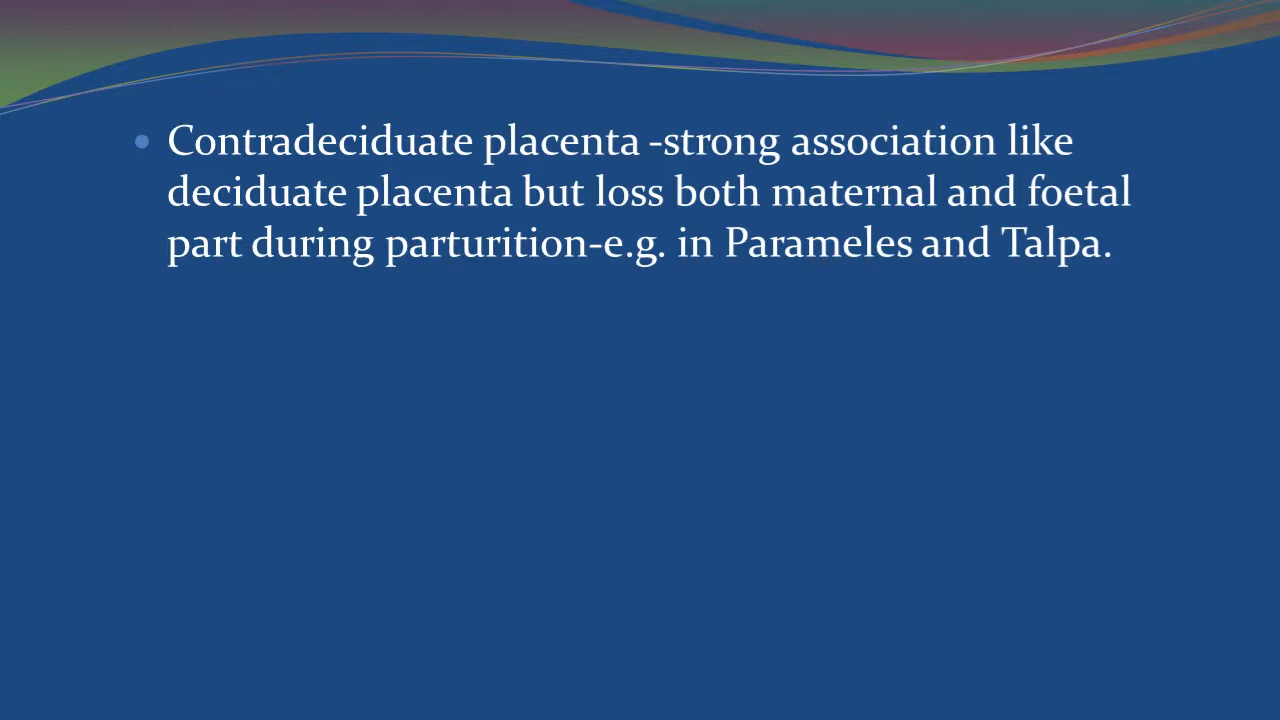 Contradeciduate placenta -strong association like
deciduate placenta but loss both maternal and foetal
part during parturition-e.g. in Parameles and Talpa.